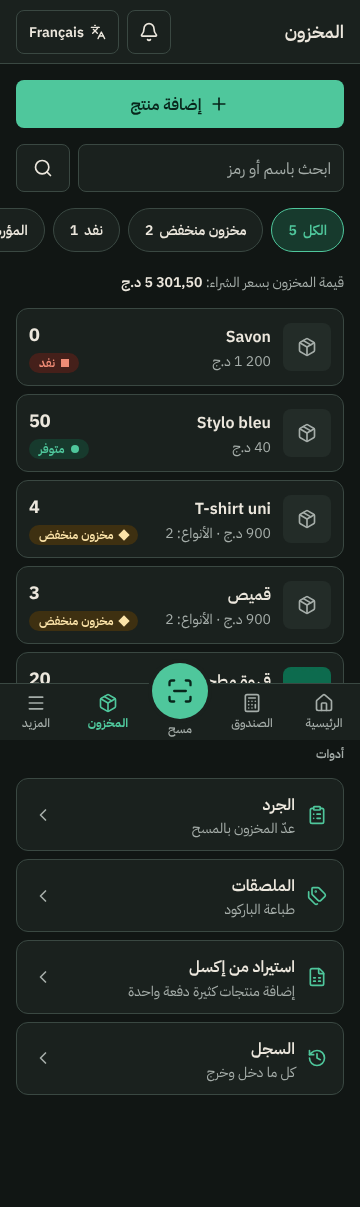 المخزون
Français
إضافة منتج
ابحث باسم أو رمز
الكل 5
مخزون منخفض 2
نفد 1
قيمة المخزون بسعر الشراء: 5 301,50 د.ج
Savon
0
1 200 د.ج
نفد
Stylo bleu
50
40 د.ج
متوفر
T-shirt uni
4
900 د.ج · الأنواع: 2
مخزون منخفض
قميص
3
900 د.ج · الأنواع: 2
مخزون منخفض
20
الرئيسية
الصندوق
مسح
المخزون
المزيد
أدوات
الجرد
عدّ المخزون بالمسح
الملصقات
طباعة الباركود
استيراد من إكسل
إضافة منتجات كثيرة دفعة واحدة
السجل
كل ما دخل وخرج